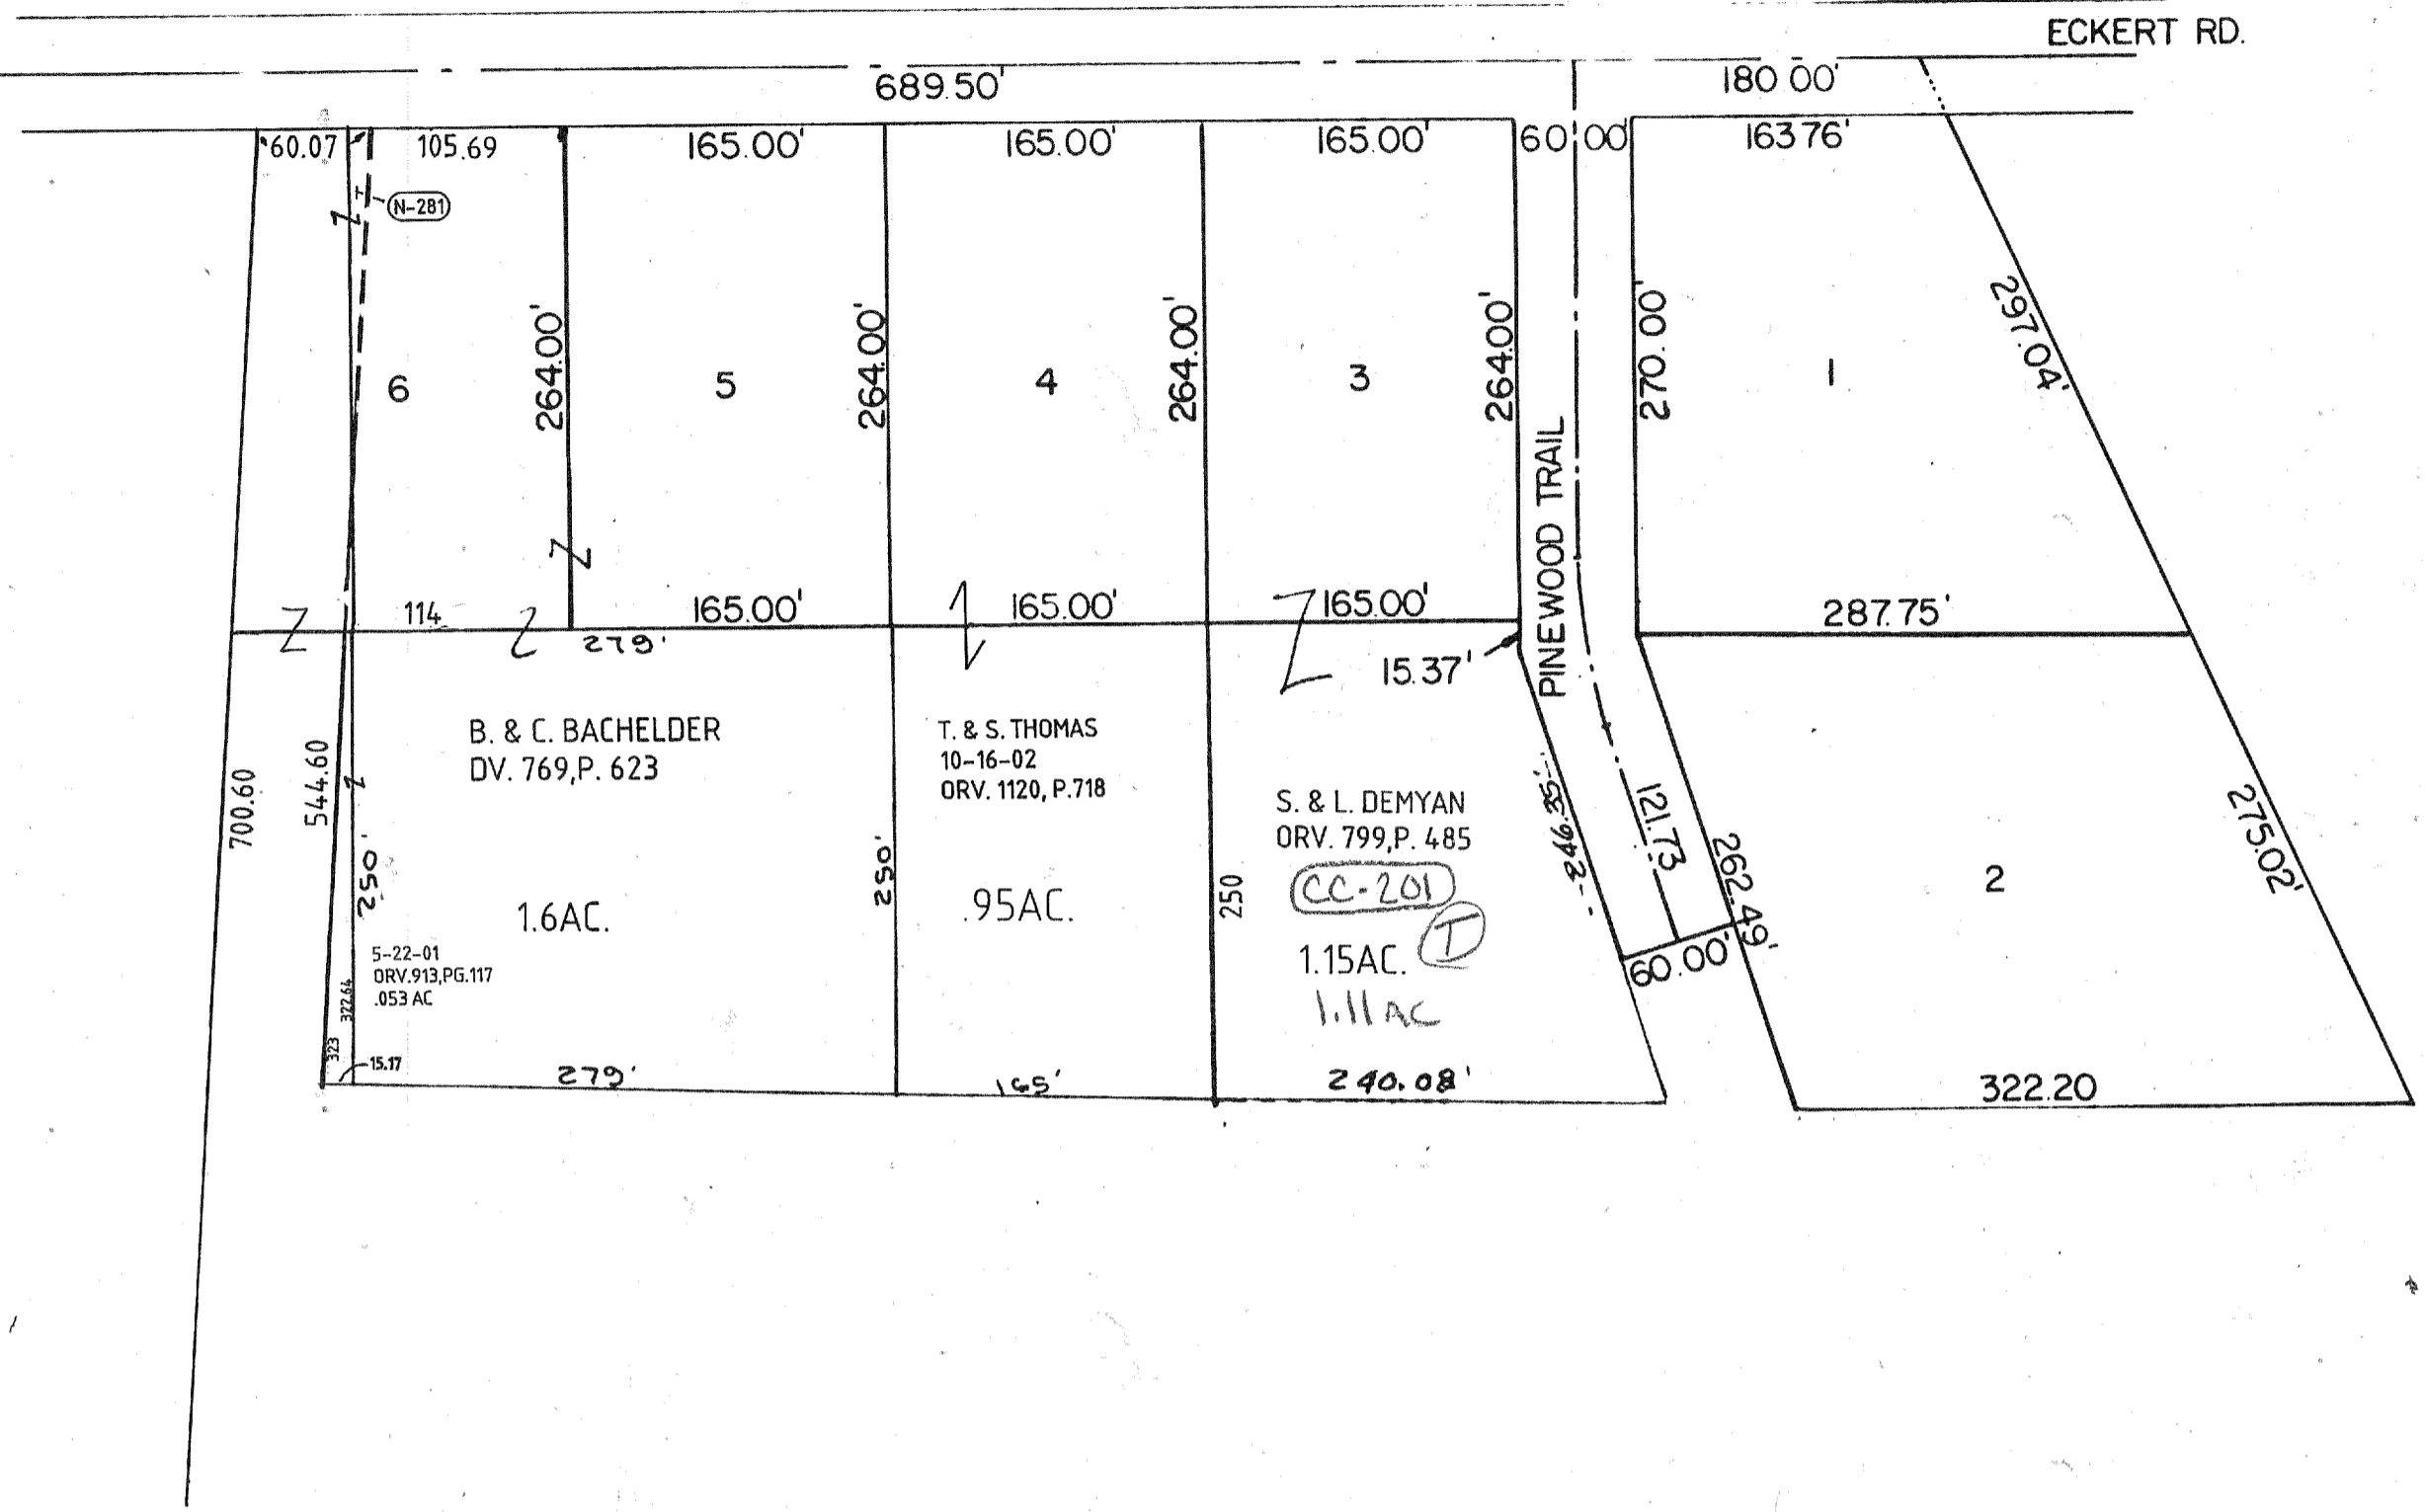 ECKERT RD.
689.50'
180.00'
60.07
105.69
165.00'
165.00'
165.00'
60.00'
163.76'
T
N-281
264.00'
264.00'
264.00'
264.00'
270.00'
297.04'
6
5
4
3
1
PINEWOOD TRAIL
114
165.00'
165.00'
165.00'
287.75'
279'
15.37'
B. & C. BACHELDER
DV. 769,P. 623
1.6AC.
T. & S. THOMAS
10-16-02
ORV. 1120, P.718
.95AC.
S. & L. DEMYAN
ORV. 799,P. 485
CC-201
T
1.15AC.
1.11 AC
700.60
544.60
250'
250'
250
246.35'
121.73
262.49'
60.00'
2
275.02'
5-22-01
ORV.913,PG.117
.053 AC
322.64
323
15.17
279'
165'
240.08'
322.20